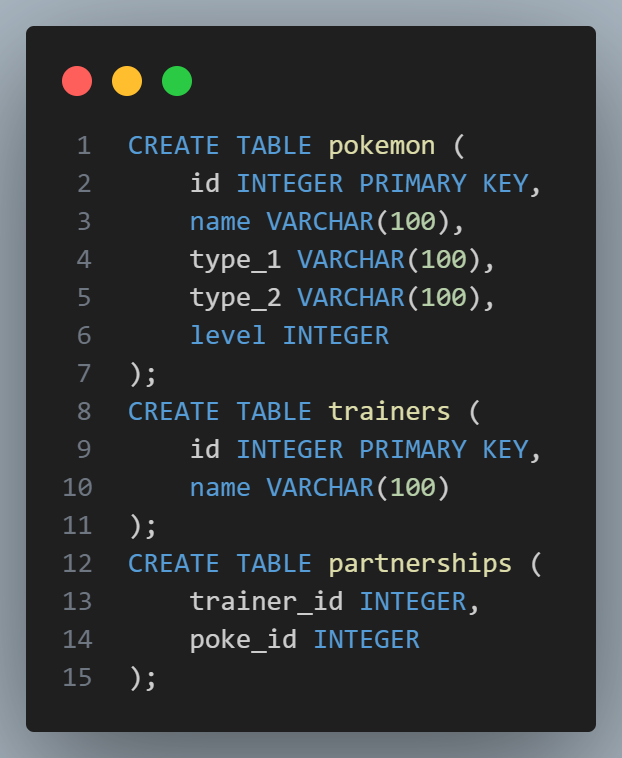 1 CREATE TABLE pokemon (
2     id INTEGER PRIMARY KEY,
3     name VARCHAR(100),
4     type_1 VARCHAR(100),
5     type_2 VARCHAR(100),
6     level INTEGER
7 );
8 CREATE TABLE trainers (
9     id INTEGER PRIMARY KEY,
10     name VARCHAR(100)
11 );
12 CREATE TABLE partnerships (
13     trainer_id INTEGER,
14     poke_id INTEGER
15 );